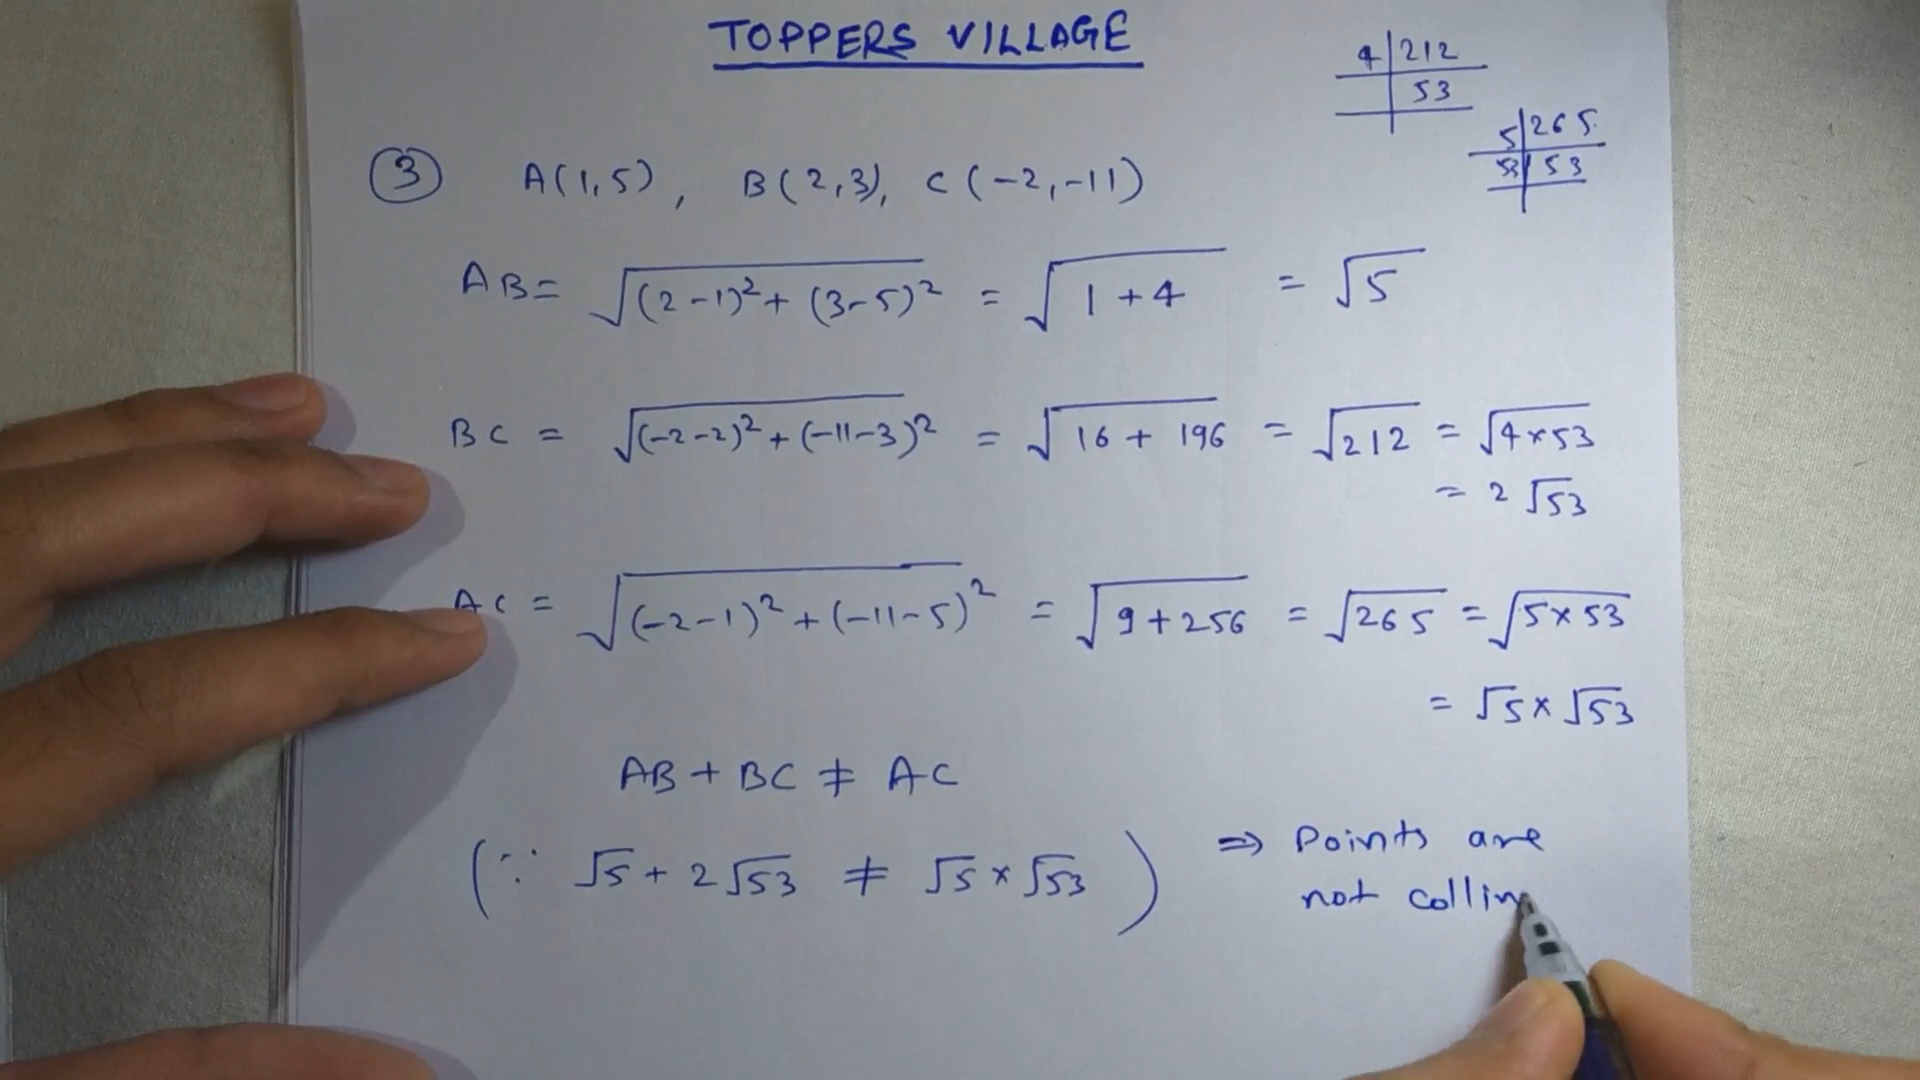 TOPPERS VILLAGE
4 | 212
53
5 | 265
53 | 53
③ A(1,5), B(2,3), C(-2,-11)
AB = √((2-1)² + (3-5)²) = √(1+4) = √5
BC = √((-2-2)² + (-11-3)²) = √(16+196) = √212 = √(4×53)
= 2√53
AC = √((-2-1)² + (-11-5)²) = √(9+256) = √265 = √(5×53)
= √5×√53
AB + BC ≠ AC
(∵ √5 + 2√53 ≠ √5×√53) ⇒ Points are
not collin